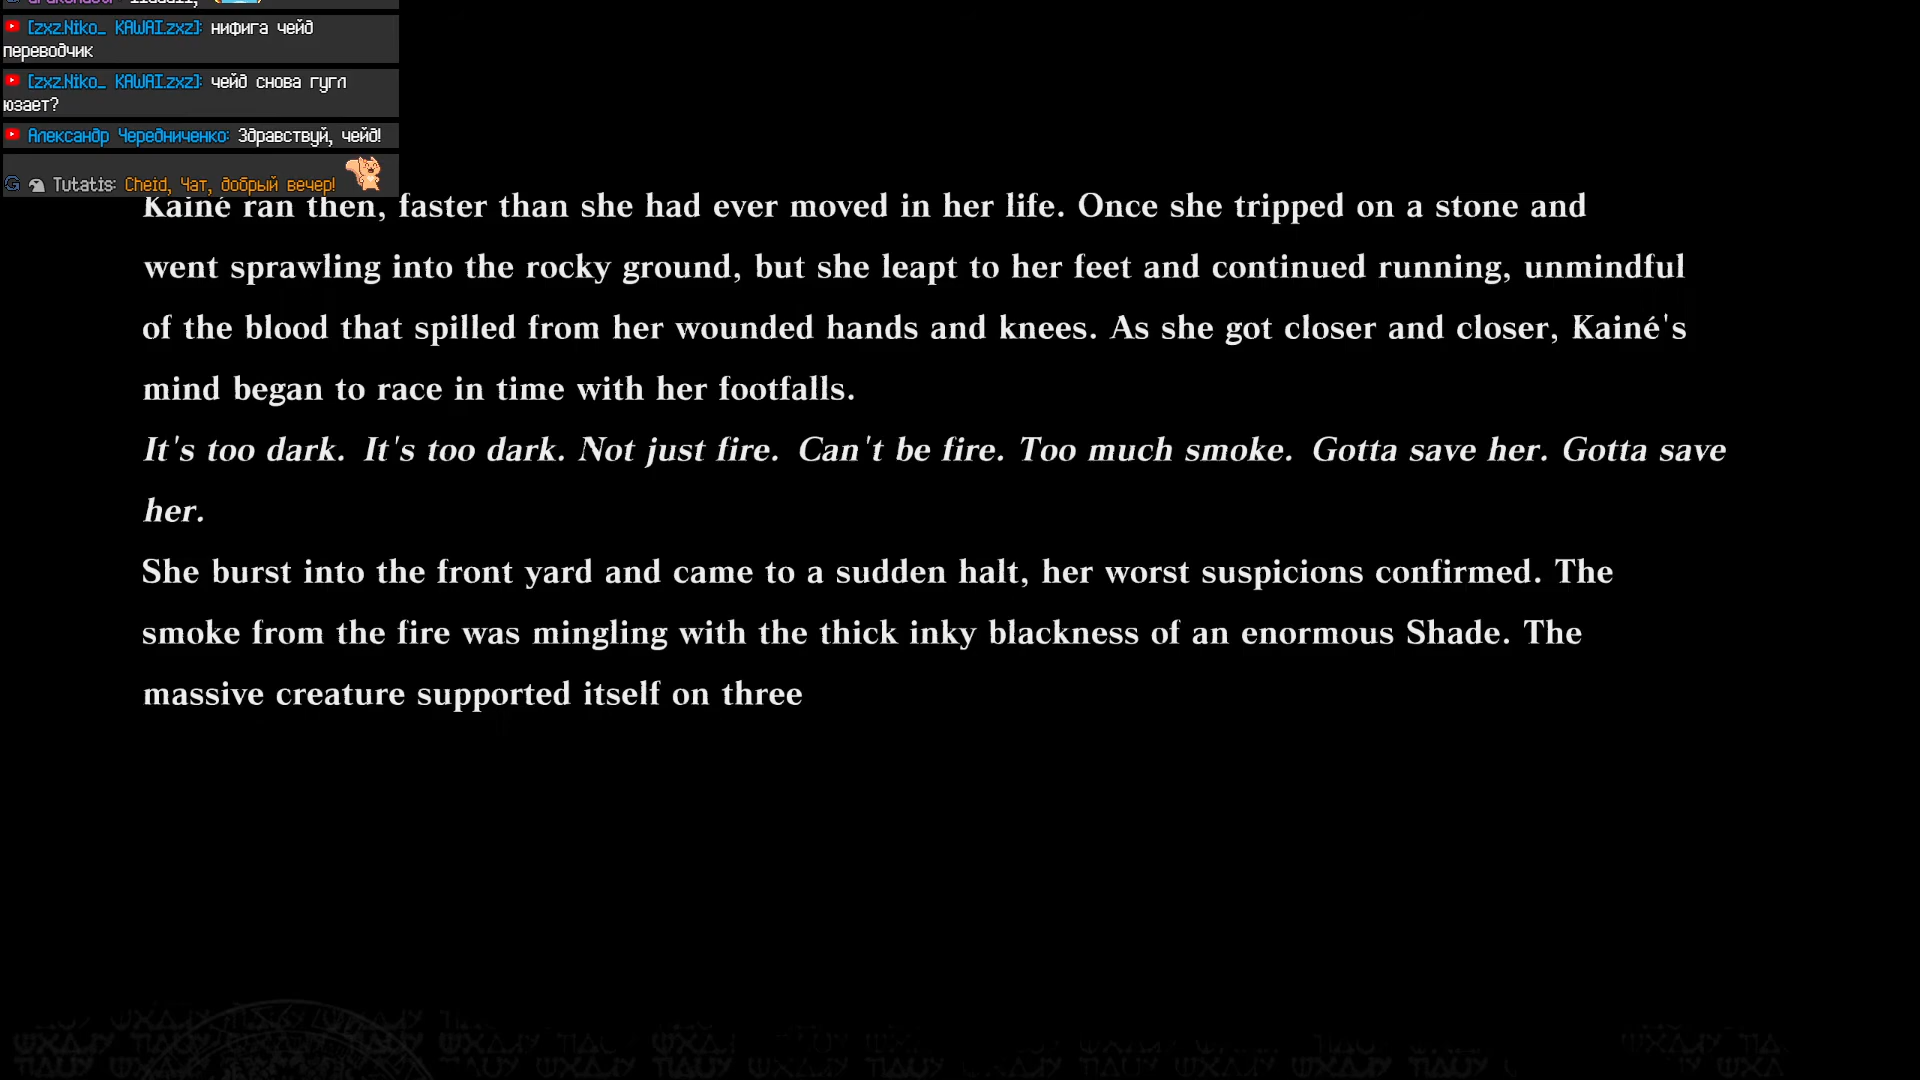 [zxz.Niko_ KAWAI.zxz]: нифига чейд
переводчик
[zxz.Niko_ KAWAI.zxz]: чейд снова гугл
юзает?
Александр Чередниченко: Здравствуй, чейд!
Tutatis: Cheid, Чат, добрый вечер!
Kainé ran then, faster than she had ever moved in her life. Once she tripped on a stone and
went sprawling into the rocky ground, but she leapt to her feet and continued running, unmindful
of the blood that spilled from her wounded hands and knees. As she got closer and closer, Kainé's
mind began to race in time with her footfalls.
It's too dark. It's too dark. Not just fire. Can't be fire. Too much smoke. Gotta save her. Gotta save
her.
She burst into the front yard and came to a sudden halt, her worst suspicions confirmed. The
smoke from the fire was mingling with the thick inky blackness of an enormous Shade. The
massive creature supported itself on three